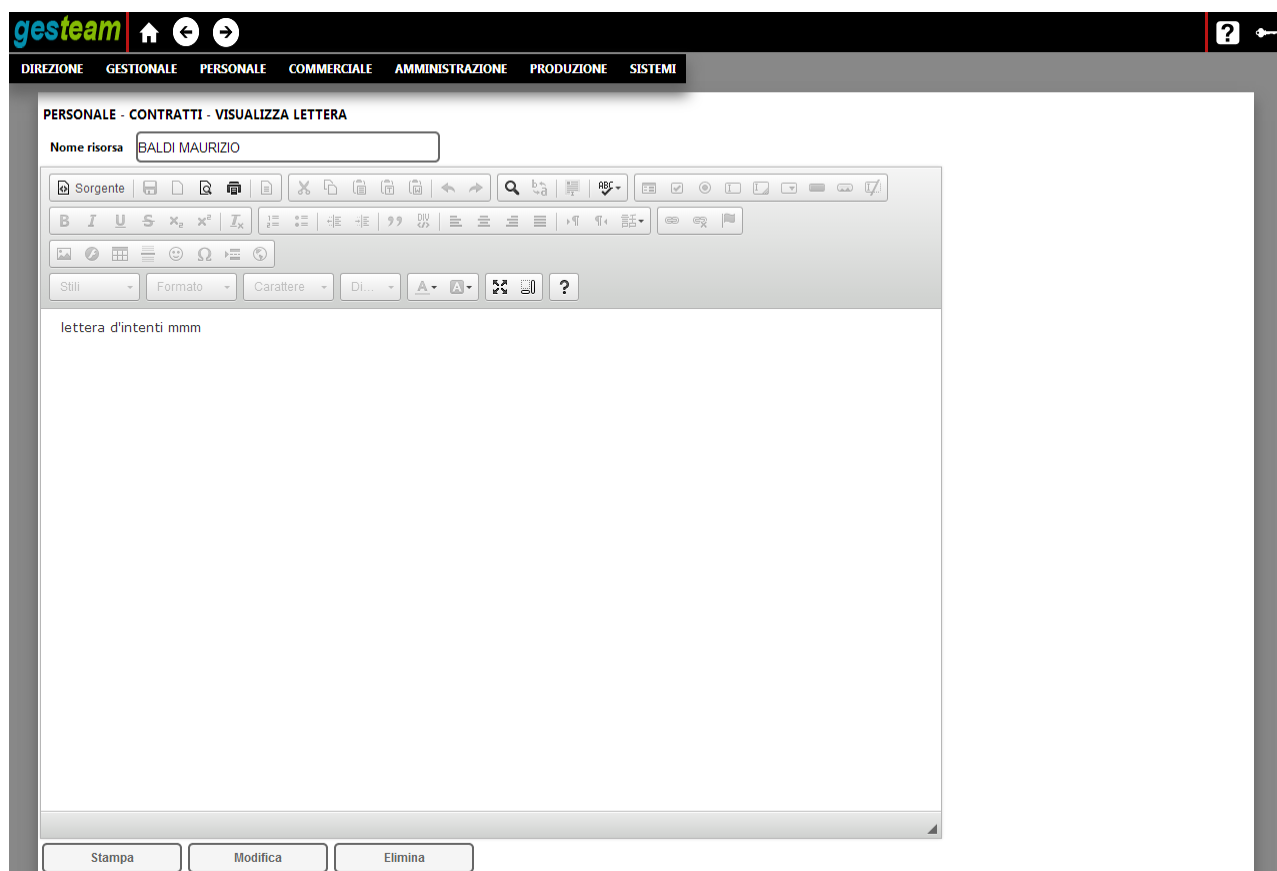 gesteam
DIREZIONE GESTIONALE PERSONALE COMMERCIALE AMMINISTRAZIONE PRODUZIONE SISTEMI
PERSONALE - CONTRATTI - VISUALIZZA LETTERA
Nome risorsa BALDI MAURIZIO
Sorgente
Stili Formato Carattere Di...
lettera d'intenti mmm
Stampa Modifica Elimina